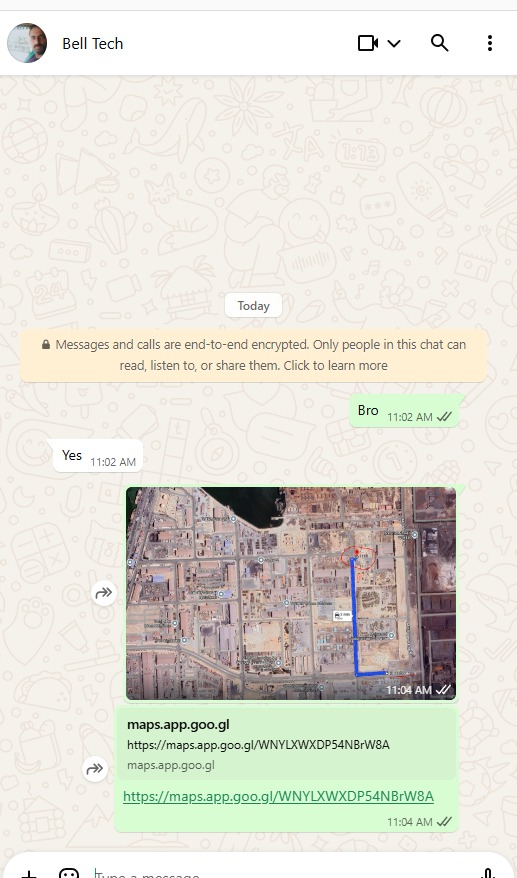 Bell Tech
Today
Messages and calls are end-to-end encrypted. Only people in this chat can
read, listen to, or share them. Click to learn more
Bro 11:02 AM
Yes 11:02 AM
11:04 AM
maps.app.goo.gl
https://maps.app.goo.gl/WNYLXWXDP54NBrW8A
maps.app.goo.gl
https://maps.app.goo.gl/WNYLXWXDP54NBrW8A
11:04 AM
Type a message